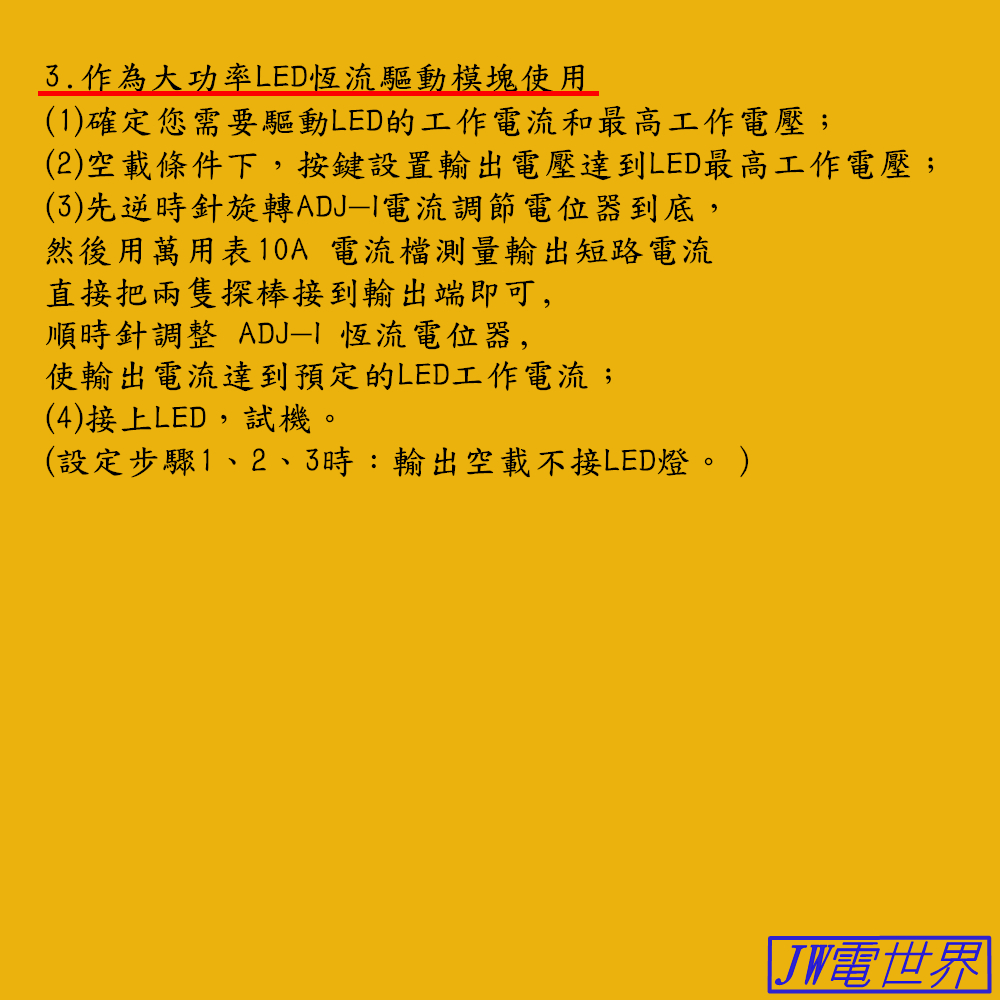 3.作為大功率LED恆流驅動模塊使用
(1)確定您需要驅動LED的工作電流和最高工作電壓；
(2)空載條件下，按鍵設置輸出電壓達到LED最高工作電壓；
(3)先逆時針旋轉ADJ-I電流調節電位器到底，
然後用萬用表10A 電流檔測量輸出短路電流
直接把兩隻探棒接到輸出端即可,
順時針調整 ADJ-I 恆流電位器,
使輸出電流達到預定的LED工作電流；
(4)接上LED，試機。
(設定步驟1、2、3時：輸出空載不接LED燈。 )
JW電世界